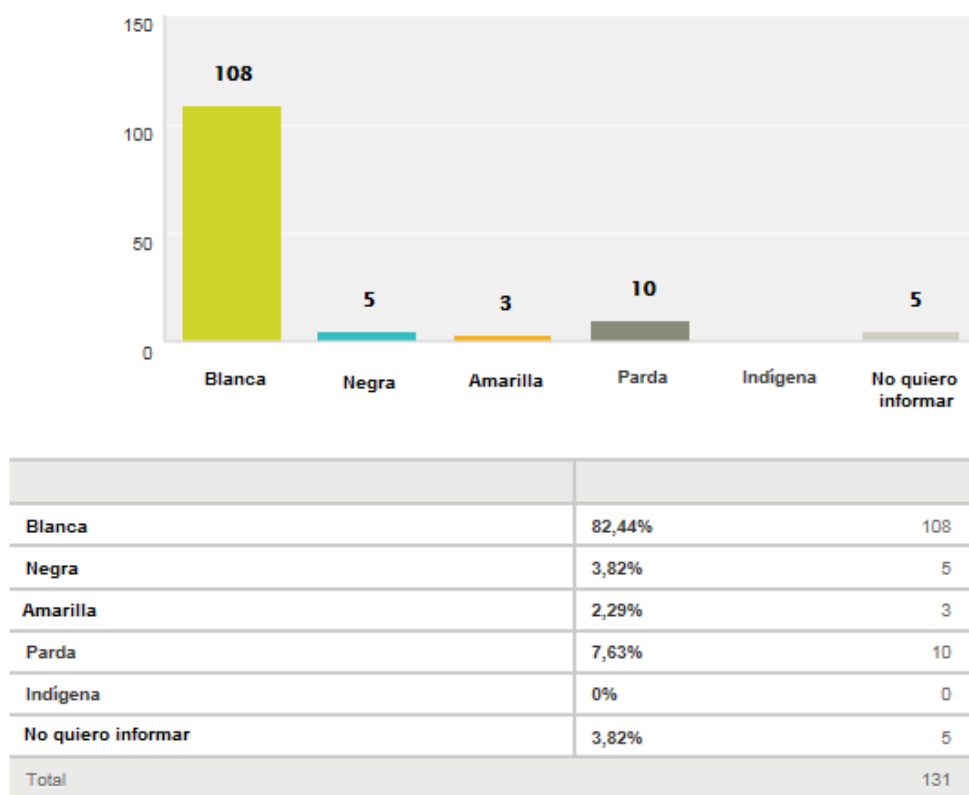 150
108
100
50
5
3
10
5
0
Blanca
Negra
Amarilla
Parda
Indígena
No quiero
informar
Blanca 82,44% 108
Negra 3,82% 5
Amarilla 2,29% 3
Parda 7,63% 10
Indígena 0% 0
No quiero informar 3,82% 5
Total 131